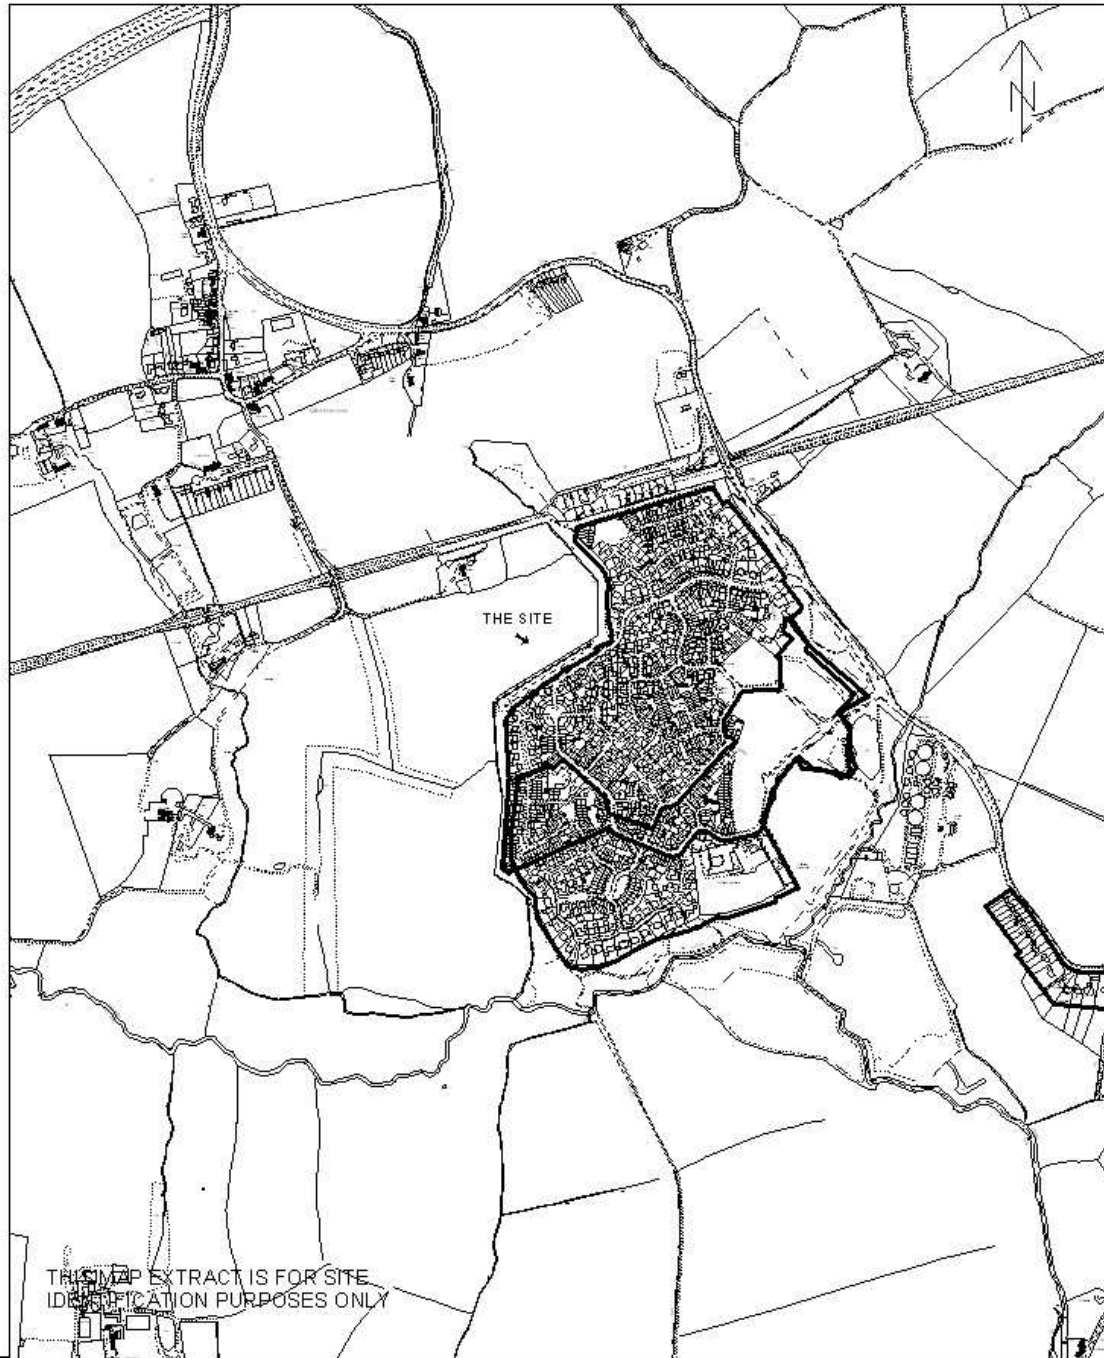 N
THE SITE
THIS MAP EXTRACT IS FOR SITE
IDENTIFICATION PURPOSES ONLY